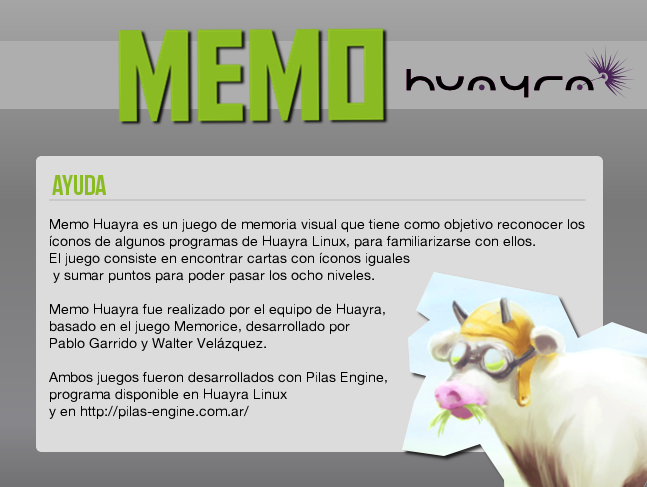 MEMO
huayra
AYUDA
Memo Huayra es un juego de memoria visual que tiene como objetivo reconocer los
íconos de algunos programas de Huayra Linux, para familiarizarse con ellos.
El juego consiste en encontrar cartas con íconos iguales
y sumar puntos para poder pasar los ocho niveles.
Memo Huayra fue realizado por el equipo de Huayra,
basado en el juego Memorice, desarrollado por
Pablo Garrido y Walter Velázquez.
Ambos juegos fueron desarrollados con Pilas Engine,
programa disponible en Huayra Linux
y en http://pilas-engine.com.ar/